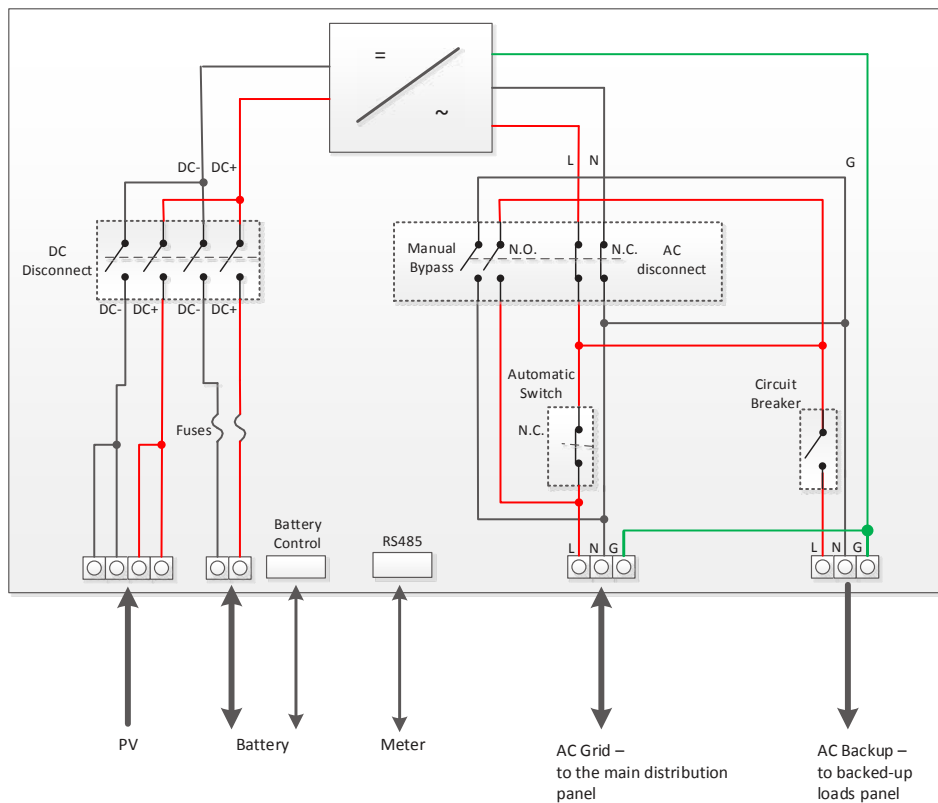 =
~
DC-
DC+
L
N
G
DC
Disconnect
Manual
Bypass
N.O.
N.C.
AC
disconnect
DC-
DC+
DC-
DC+
Automatic
Switch
Circuit
Breaker
Fuses
N.C.
Battery
Control
RS485
L
N
G
L
N
G
PV
Battery
Meter
AC Grid –
to the main distribution
panel
AC Backup –
to backed-up
loads panel